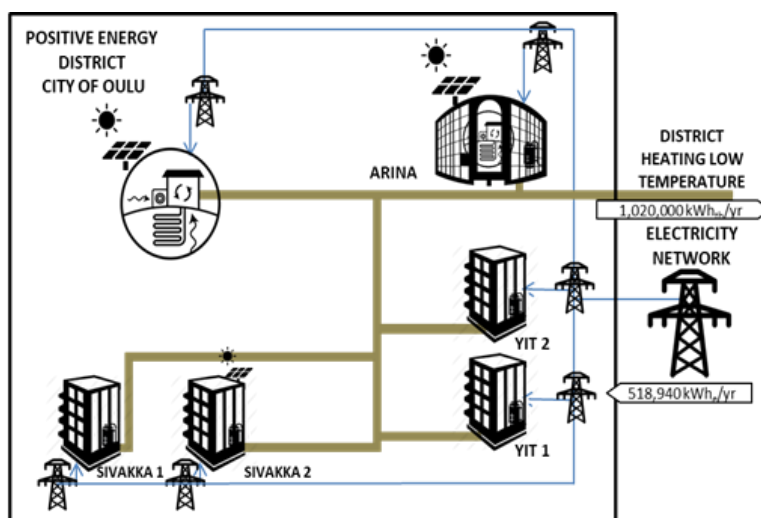 POSITIVE ENERGY
DISTRICT
CITY OF OULU
ARINA
DISTRICT
HEATING LOW
TEMPERATURE
1,020,000 kWh /yr
ELECTRICITY
NETWORK
YIT 2
518,940 kWh /yr
YIT 1
SIVAKKA 1
SIVAKKA 2